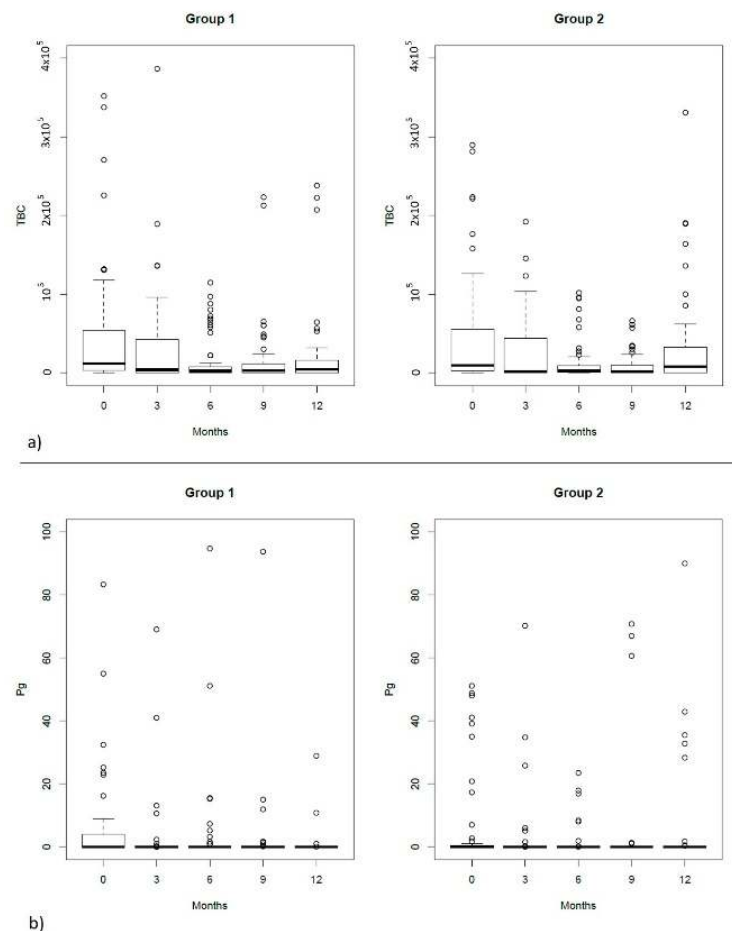 Group 1
Group 2
4x10⁵
3x10⁵
2x10⁵
10⁵
0
TBC
0 3 6 9 12
Months
4x10⁵
3x10⁵
2x10⁵
10⁵
0
TBC
0 3 6 9 12
Months
a)
Group 1
Group 2
100
80
60
40
20
0
Pg
0 3 6 9 12
Months
100
80
60
40
20
0
Pg
0 3 6 9 12
Months
b)